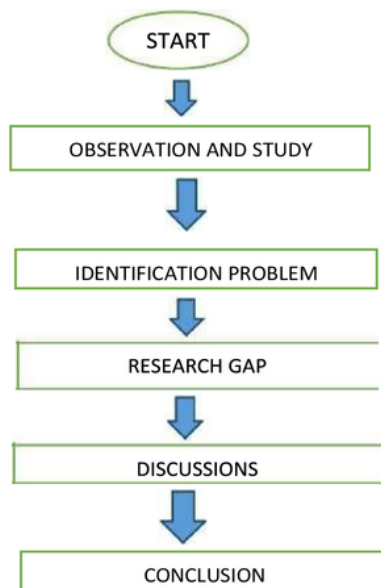 START
OBSERVATION AND STUDY
IDENTIFICATION PROBLEM
RESEARCH GAP
DISCUSSIONS
CONCLUSION